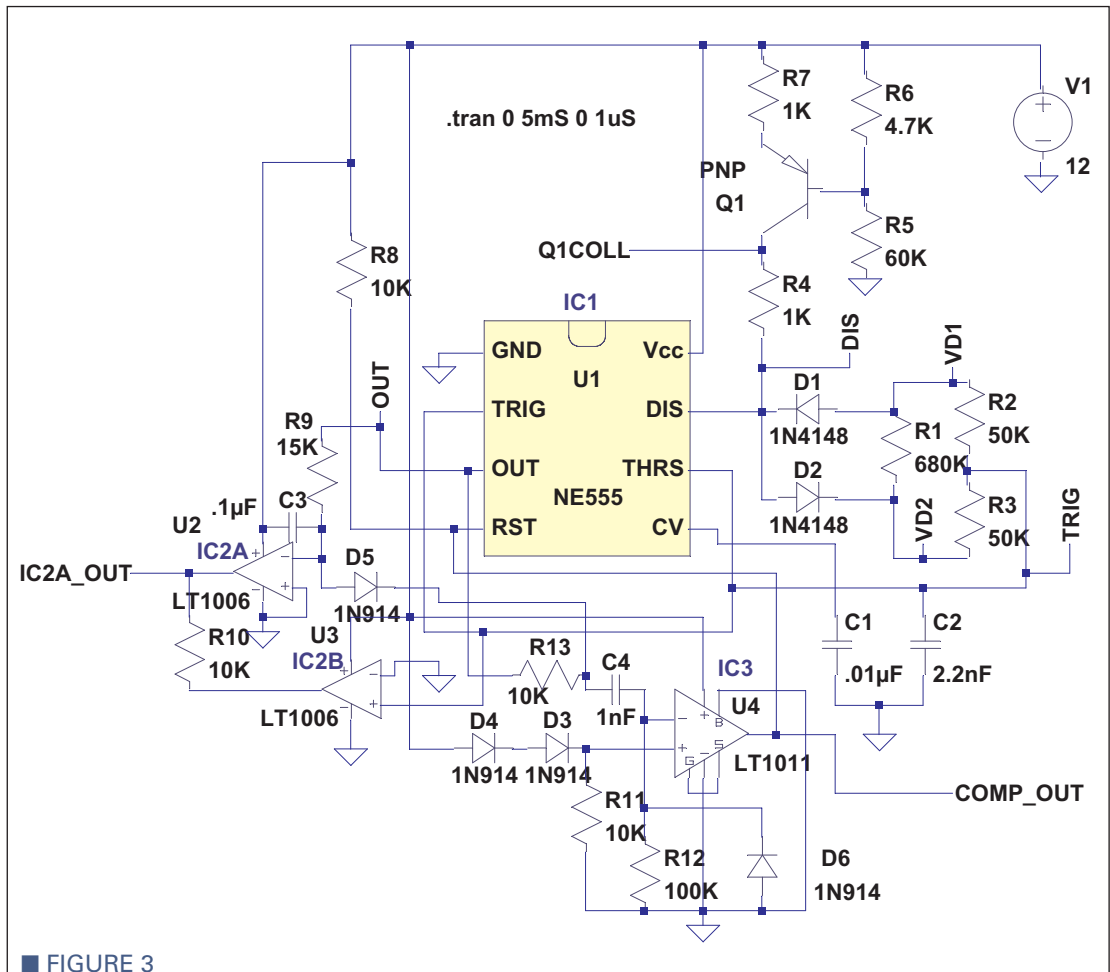 R7
1K
R6
4.7K
V1
12
.tran 0 5mS 0 1uS
PNP
Q1
R5
60K
Q1COLL
R8
10K
R4
1K
IC1
GND
Vcc
U1
TRIG
DIS
OUT
THRS
NE555
RST
CV
DIS
VD1
D1
1N4148
R1
680K
R2
50K
D2
1N4148
VD2
R3
50K
TRIG
OUT
R9
15K
.1µF
C3
U2
IC2A
+
−
−
+
IC2A_OUT
LT1006
D5
1N914
R10
10K
U3
IC2B
+
−
−
+
LT1006
R13
10K
C4
1nF
IC3
U4
−
+
+
B
G
−
S
LT1011
C1
.01µF
C2
2.2nF
D4
1N914
D3
1N914
R11
10K
R12
100K
D6
1N914
COMP_OUT
+
−
■ FIGURE 3